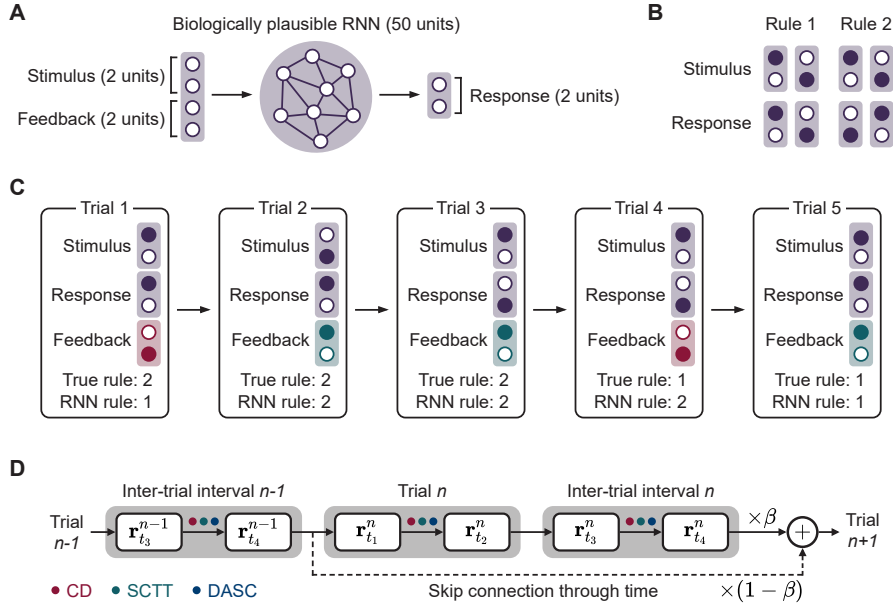 A
Biologically plausible RNN (50 units)
Stimulus (2 units)
Feedback (2 units)
Response (2 units)
B
Rule 1 Rule 2
Stimulus
Response
C
Trial 1
Stimulus
Response
Feedback
True rule: 2
RNN rule: 1
Trial 2
Stimulus
Response
Feedback
True rule: 2
RNN rule: 2
Trial 3
Stimulus
Response
Feedback
True rule: 2
RNN rule: 2
Trial 4
Stimulus
Response
Feedback
True rule: 1
RNN rule: 2
Trial 5
Stimulus
Response
Feedback
True rule: 1
RNN rule: 1
D
Inter-trial interval n-1
Trial n
Inter-trial interval n
Trial
n-1
r^{n-1}_{t_3}
r^{n-1}_{t_4}
r^n_{t_1}
r^n_{t_2}
r^n_{t_3}
r^n_{t_4}
×β
+
Trial
n+1
CD SCTT DASC
Skip connection through time
×(1 − β)